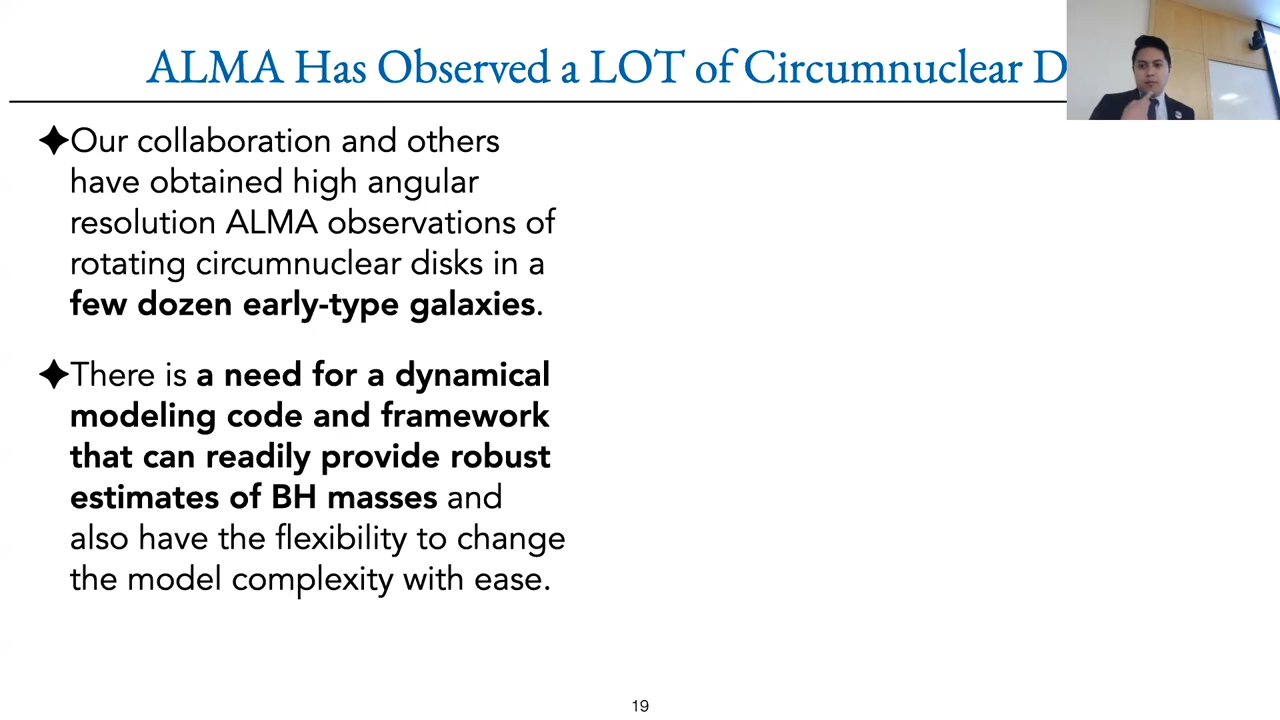 ALMA Has Observed a LOT of Circumnuclear D
✦Our collaboration and others
have obtained high angular
resolution ALMA observations of
rotating circumnuclear disks in a
few dozen early-type galaxies.
✦There is a need for a dynamical
modeling code and framework
that can readily provide robust
estimates of BH masses and
also have the flexibility to change
the model complexity with ease.
19